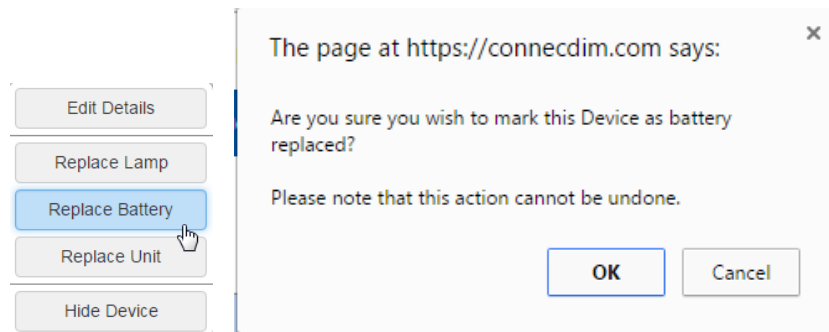 Edit Details
Replace Lamp
Replace Battery
Replace Unit
Hide Device
The page at https://connecdim.com says:
Are you sure you wish to mark this Device as battery
replaced?
Please note that this action cannot be undone.
OK
Cancel